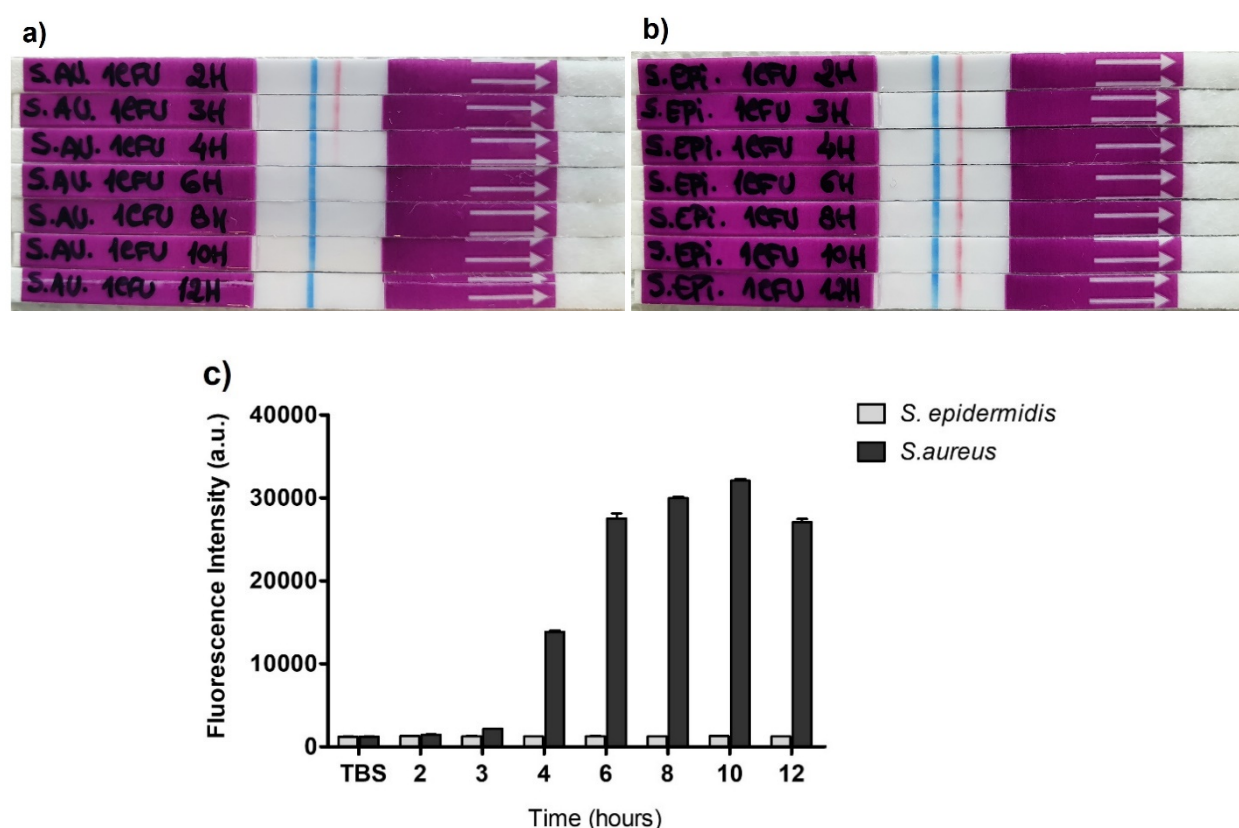 a)
S.AU. 1CFU 2H
S.AU. 1CFU 3H
S.AU. 1CFU 4H
S.AU. 1CFU 6H
S.AU. 1CFU 8H
S.AU. 1CFU 10H
S.AU. 1CFU 12H
b)
S.EPi. 1CFU 2H
S.EPi. 1CFU 3H
S.EPi. 1CFU 4H
S.EPi. 1CFU 6H
S.EPi. 1CFU 8H
S.EPi. 1CFU 10H
S.EPi. 1CFU 12H
c)
Fluorescence Intensity (a.u.)
40000
30000
20000
10000
0
TBS 2 3 4 6 8 10 12
Time (hours)
S. epidermidis
S.aureus